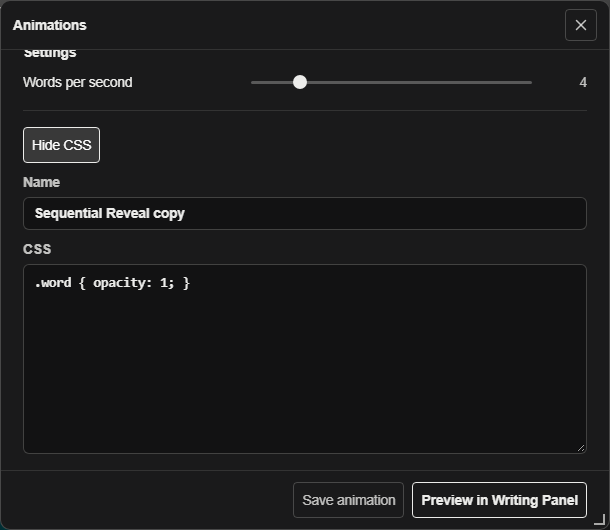 Animations
Settings
Words per second
4
Hide CSS
Name
Sequential Reveal copy
CSS
.word { opacity: 1; }
Save animation
Preview in Writing Panel